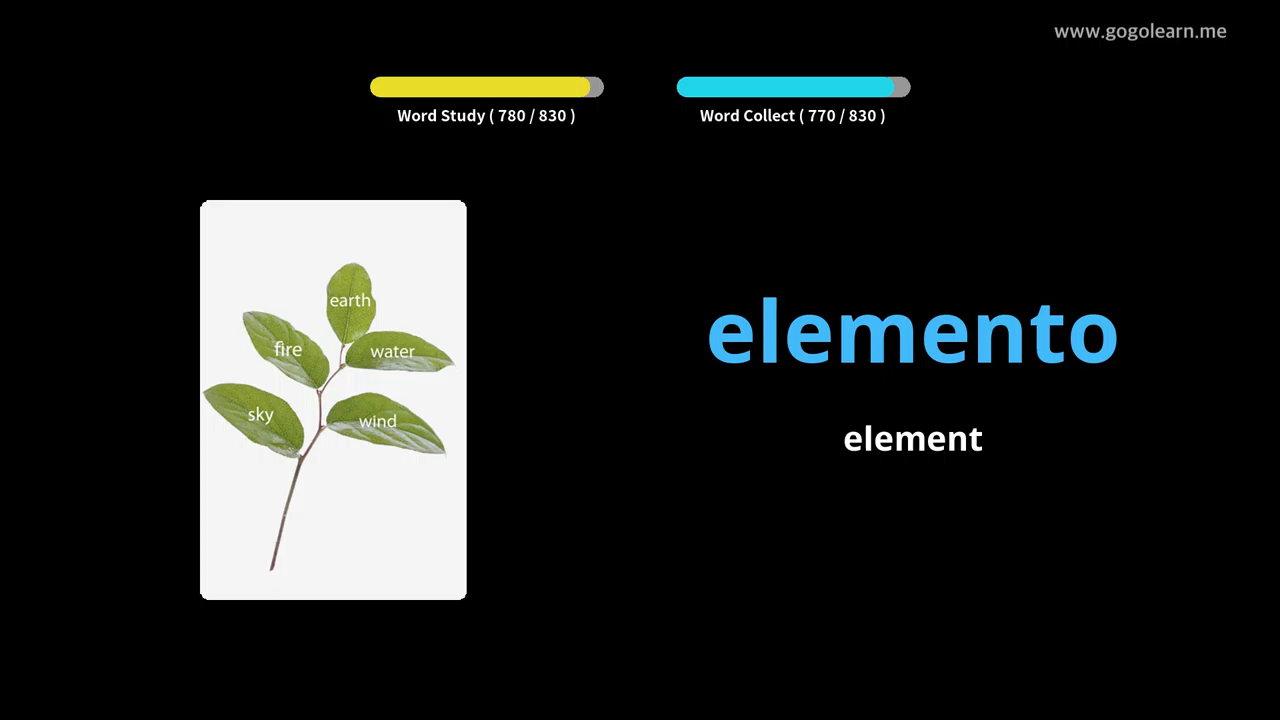 www.gogolearn.me
Word Study ( 780 / 830 )
Word Collect ( 770 / 830 )
earth
fire
water
sky
wind
elemento
element